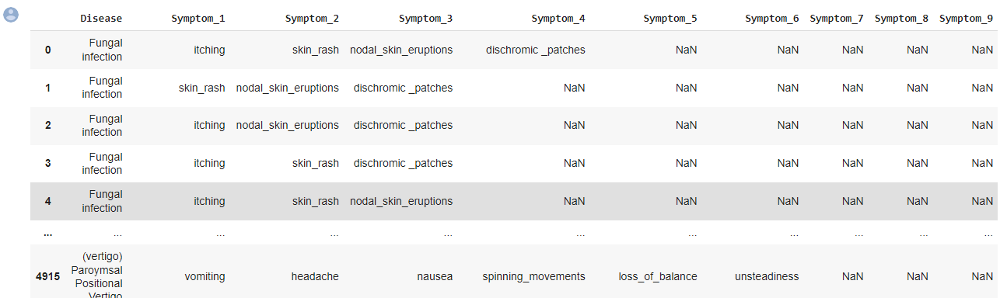 Disease Symptom_1 Symptom_2 Symptom_3 Symptom_4 Symptom_5 Symptom_6 Symptom_7 Symptom_8 Symptom_9
0 Fungal infection itching skin_rash nodal_skin_eruptions dischromic _patches NaN NaN NaN NaN NaN
1 Fungal infection skin_rash nodal_skin_eruptions dischromic _patches NaN NaN NaN NaN NaN NaN
2 Fungal infection itching nodal_skin_eruptions dischromic _patches NaN NaN NaN NaN NaN NaN
3 Fungal infection itching skin_rash dischromic _patches NaN NaN NaN NaN NaN NaN
4 Fungal infection itching skin_rash nodal_skin_eruptions NaN NaN NaN NaN NaN NaN
... ... ... ... ... ... ... ... ... ... ...
4915 (vertigo) Paroymsal Positional Vertigo vomiting headache nausea spinning_movements loss_of_balance unsteadiness NaN NaN NaN